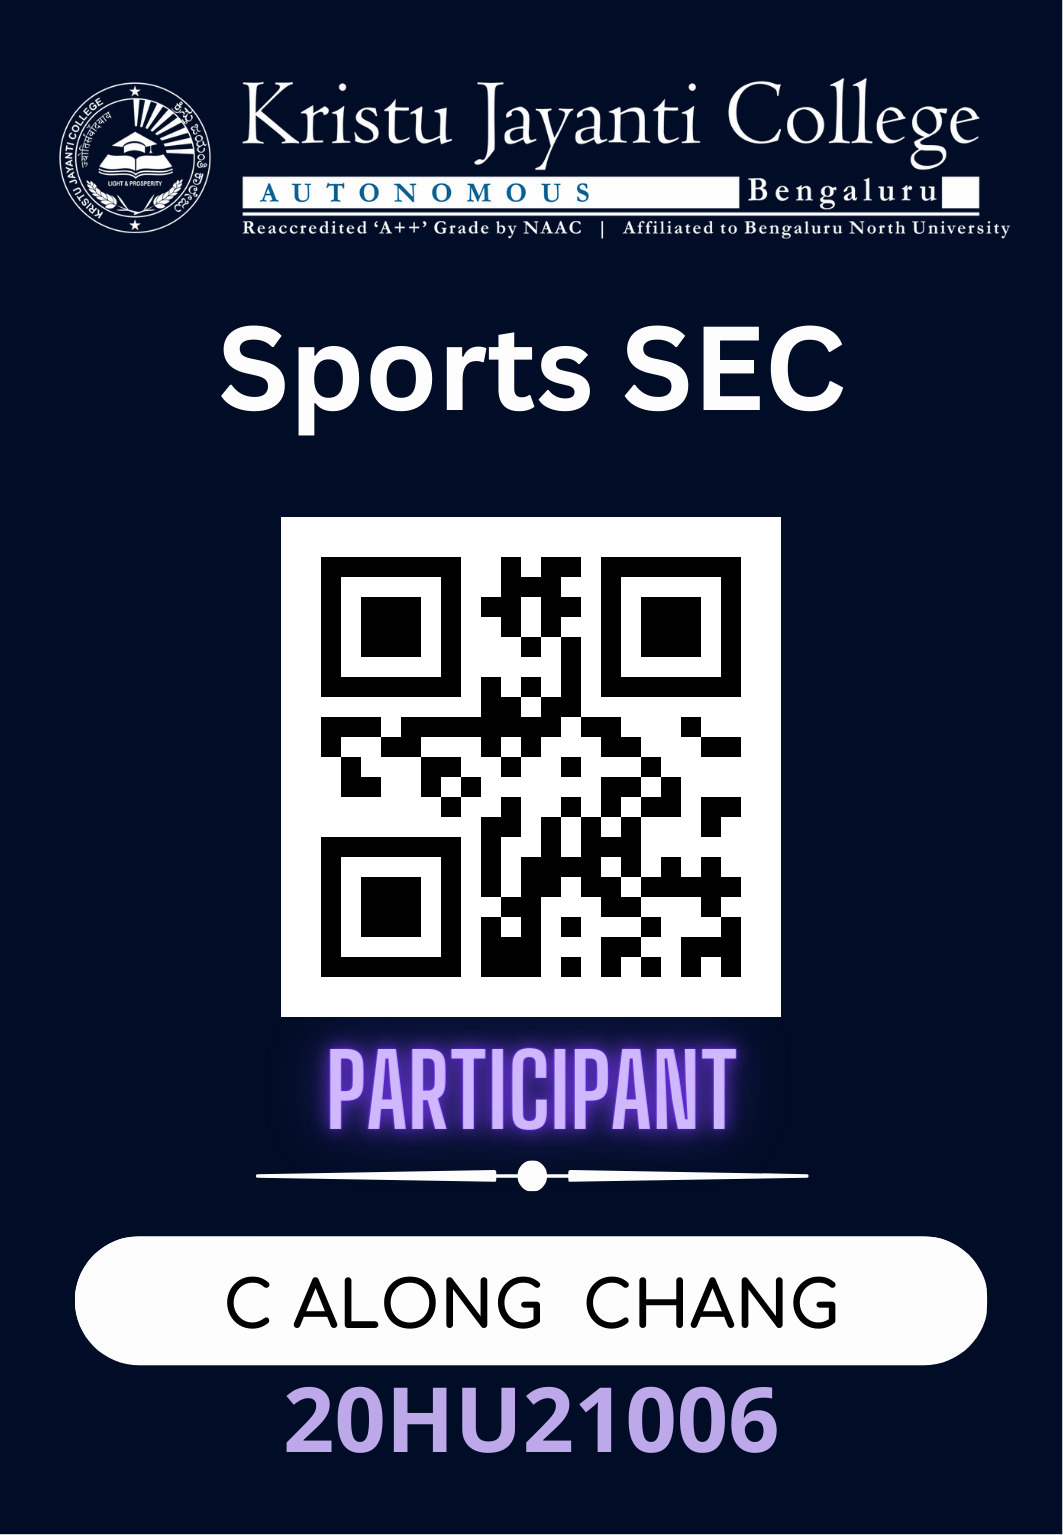 Kristu Jayanti College
AUTONOMOUS Bengaluru
Reaccredited ‘A++’ Grade by NAAC | Affiliated to Bengaluru North University
KRISTU JAYANTI COLLEGE
LIGHT & PROSPERITY
Sports SEC
PARTICIPANT
C ALONG CHANG
20HU21006